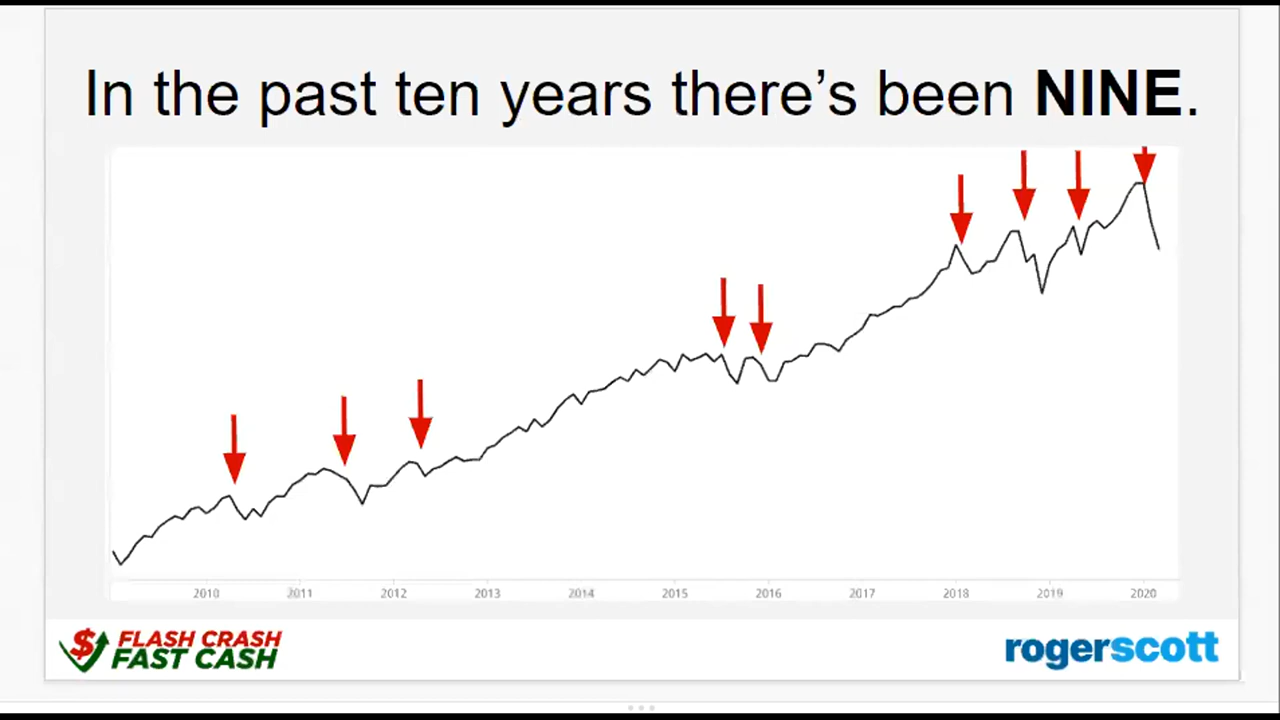 In the past ten years there's been NINE.
2010 2011 2012 2013 2014 2015 2016 2017 2018 2019 2020
$ FLASH CRASH
FAST CASH
rogerscott